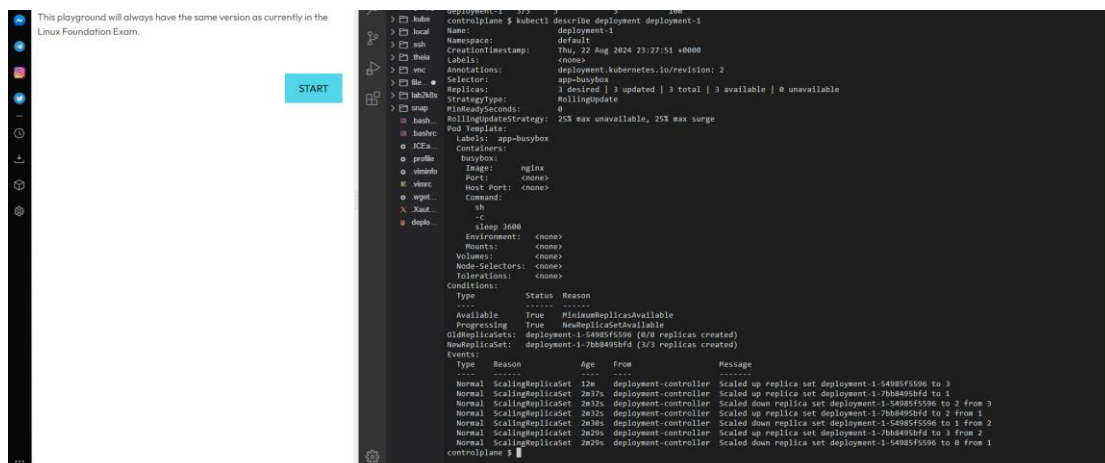 This playground will always have the same version as currently in the
Linux Foundation Exam.
START
.kube
.local
.ssh
.theia
.vnc
file...
lab2k8s
snap
.bash...
.bashrc
.ICEa...
.profile
.viminfo
.vimrc
.wget...
.Xaut...
deplo...
deployment-1 3/3 3 3 10m
controlplane $ kubectl describe deployment deployment-1
Name: deployment-1
Namespace: default
CreationTimestamp: Thu, 22 Aug 2024 23:27:51 +0000
Labels: <none>
Annotations: deployment.kubernetes.io/revision: 2
Selector: app=busybox
Replicas: 3 desired | 3 updated | 3 total | 3 available | 0 unavailable
StrategyType: RollingUpdate
MinReadySeconds: 0
RollingUpdateStrategy: 25% max unavailable, 25% max surge
Pod Template:
Labels: app=busybox
Containers:
busybox:
Image: nginx
Port: <none>
Host Port: <none>
Command:
sh
-c
sleep 3600
Environment: <none>
Mounts: <none>
Volumes: <none>
Node-Selectors: <none>
Tolerations: <none>
Conditions:
Type Status Reason
---- ------ ------
Available True MinimumReplicasAvailable
Progressing True NewReplicaSetAvailable
OldReplicaSets: deployment-1-54985f5596 (0/0 replicas created)
NewReplicaSet: deployment-1-7bb8495bfd (3/3 replicas created)
Events:
Type Reason Age From Message
---- ------ ---- ---- -------
Normal ScalingReplicaSet 12m deployment-controller Scaled up replica set deployment-1-54985f5596 to 3
Normal ScalingReplicaSet 2m37s deployment-controller Scaled up replica set deployment-1-7bb8495bfd to 1
Normal ScalingReplicaSet 2m32s deployment-controller Scaled down replica set deployment-1-54985f5596 to 2 from 3
Normal ScalingReplicaSet 2m32s deployment-controller Scaled up replica set deployment-1-7bb8495bfd to 2 from 1
Normal ScalingReplicaSet 2m30s deployment-controller Scaled down replica set deployment-1-54985f5596 to 1 from 2
Normal ScalingReplicaSet 2m29s deployment-controller Scaled up replica set deployment-1-7bb8495bfd to 3 from 2
Normal ScalingReplicaSet 2m29s deployment-controller Scaled down replica set deployment-1-54985f5596 to 0 from 1
controlplane $